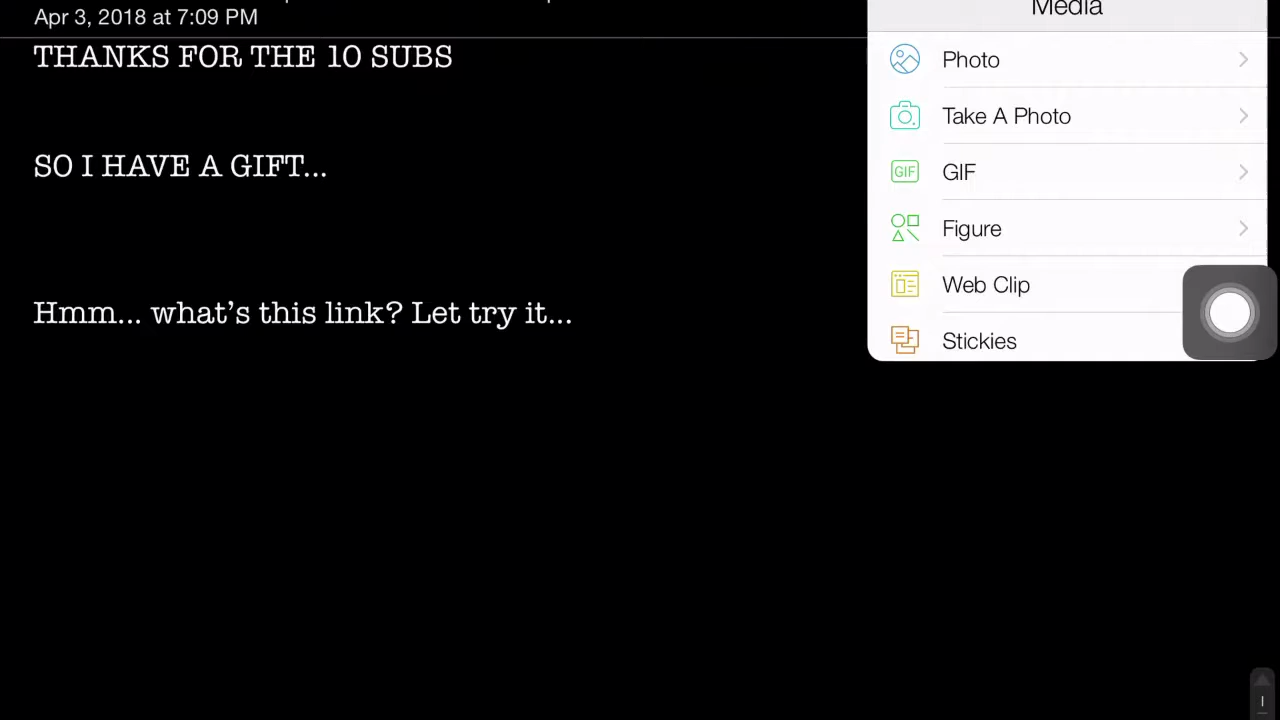 Apr 3, 2018 at 7:09 PM
THANKS FOR THE 10 SUBS
SO I HAVE A GIFT...
Hmm... what's this link? Let try it...
Media
Photo
Take A Photo
GIF
GIF
Figure
Web Clip
Stickies